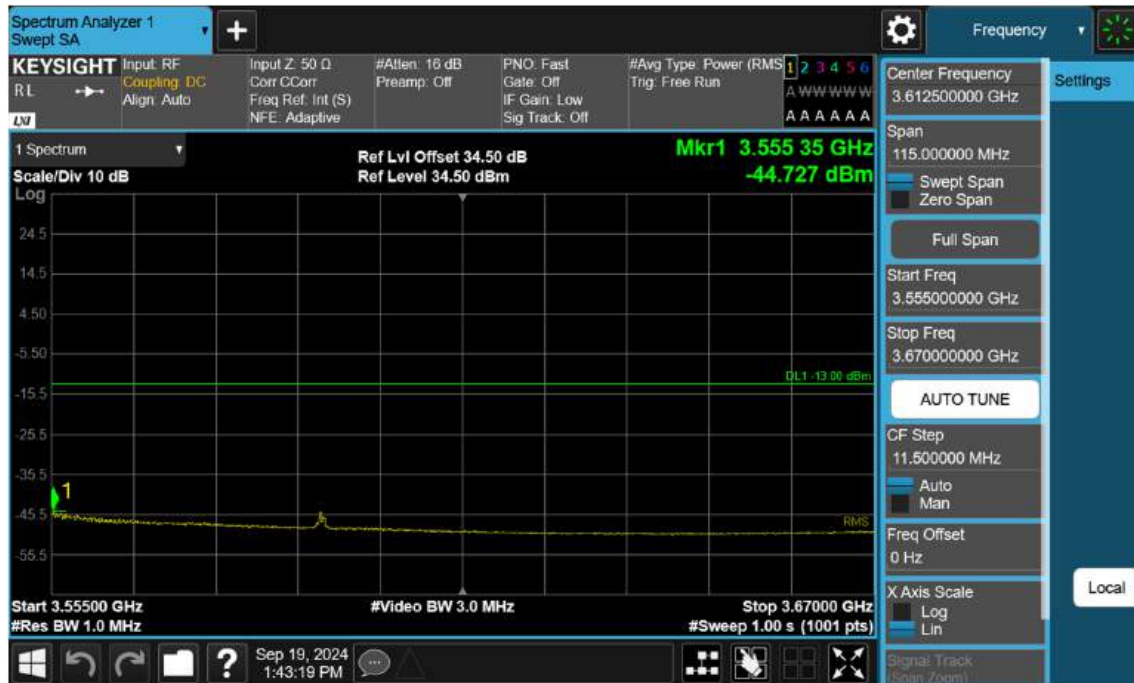 Spectrum Analyzer 1
Swept SA
Frequency
KEYSIGHT
RL
LXI
Input: RF
Coupling: DC
Align: Auto
Input Z: 50 Ω
Corr CCorr
Freq Ref: Int (S)
NFE: Adaptive
#Atten: 16 dB
Preamp: Off
PNO: Fast
Gate: Off
IF Gain: Low
Sig Track: Off
#Avg Type: Power (RMS
Trig: Free Run
1 2 3 4 5 6
A W W W W W
A A A A A A
1 Spectrum
Scale/Div 10 dB
Ref Lvl Offset 34.50 dB
Ref Level 34.50 dBm
Mkr1 3.555 35 GHz
-44.727 dBm
Log
24.5
14.5
4.50
-5.50
DL1 -13.00 dBm
-15.5
-25.5
-35.5
1
-45.5
RMS
-55.5
Start 3.55500 GHz
#Video BW 3.0 MHz
Stop 3.67000 GHz
#Res BW 1.0 MHz
#Sweep 1.00 s (1001 pts)
Sep 19, 2024
1:43:19 PM
Center Frequency
3.612500000 GHz
Settings
Span
115.000000 MHz
Swept Span
Zero Span
Full Span
Start Freq
3.555000000 GHz
Stop Freq
3.670000000 GHz
AUTO TUNE
CF Step
11.500000 MHz
Auto
Man
Freq Offset
0 Hz
X Axis Scale
Log
Lin
Local
Signal Track
(Span Zoom)